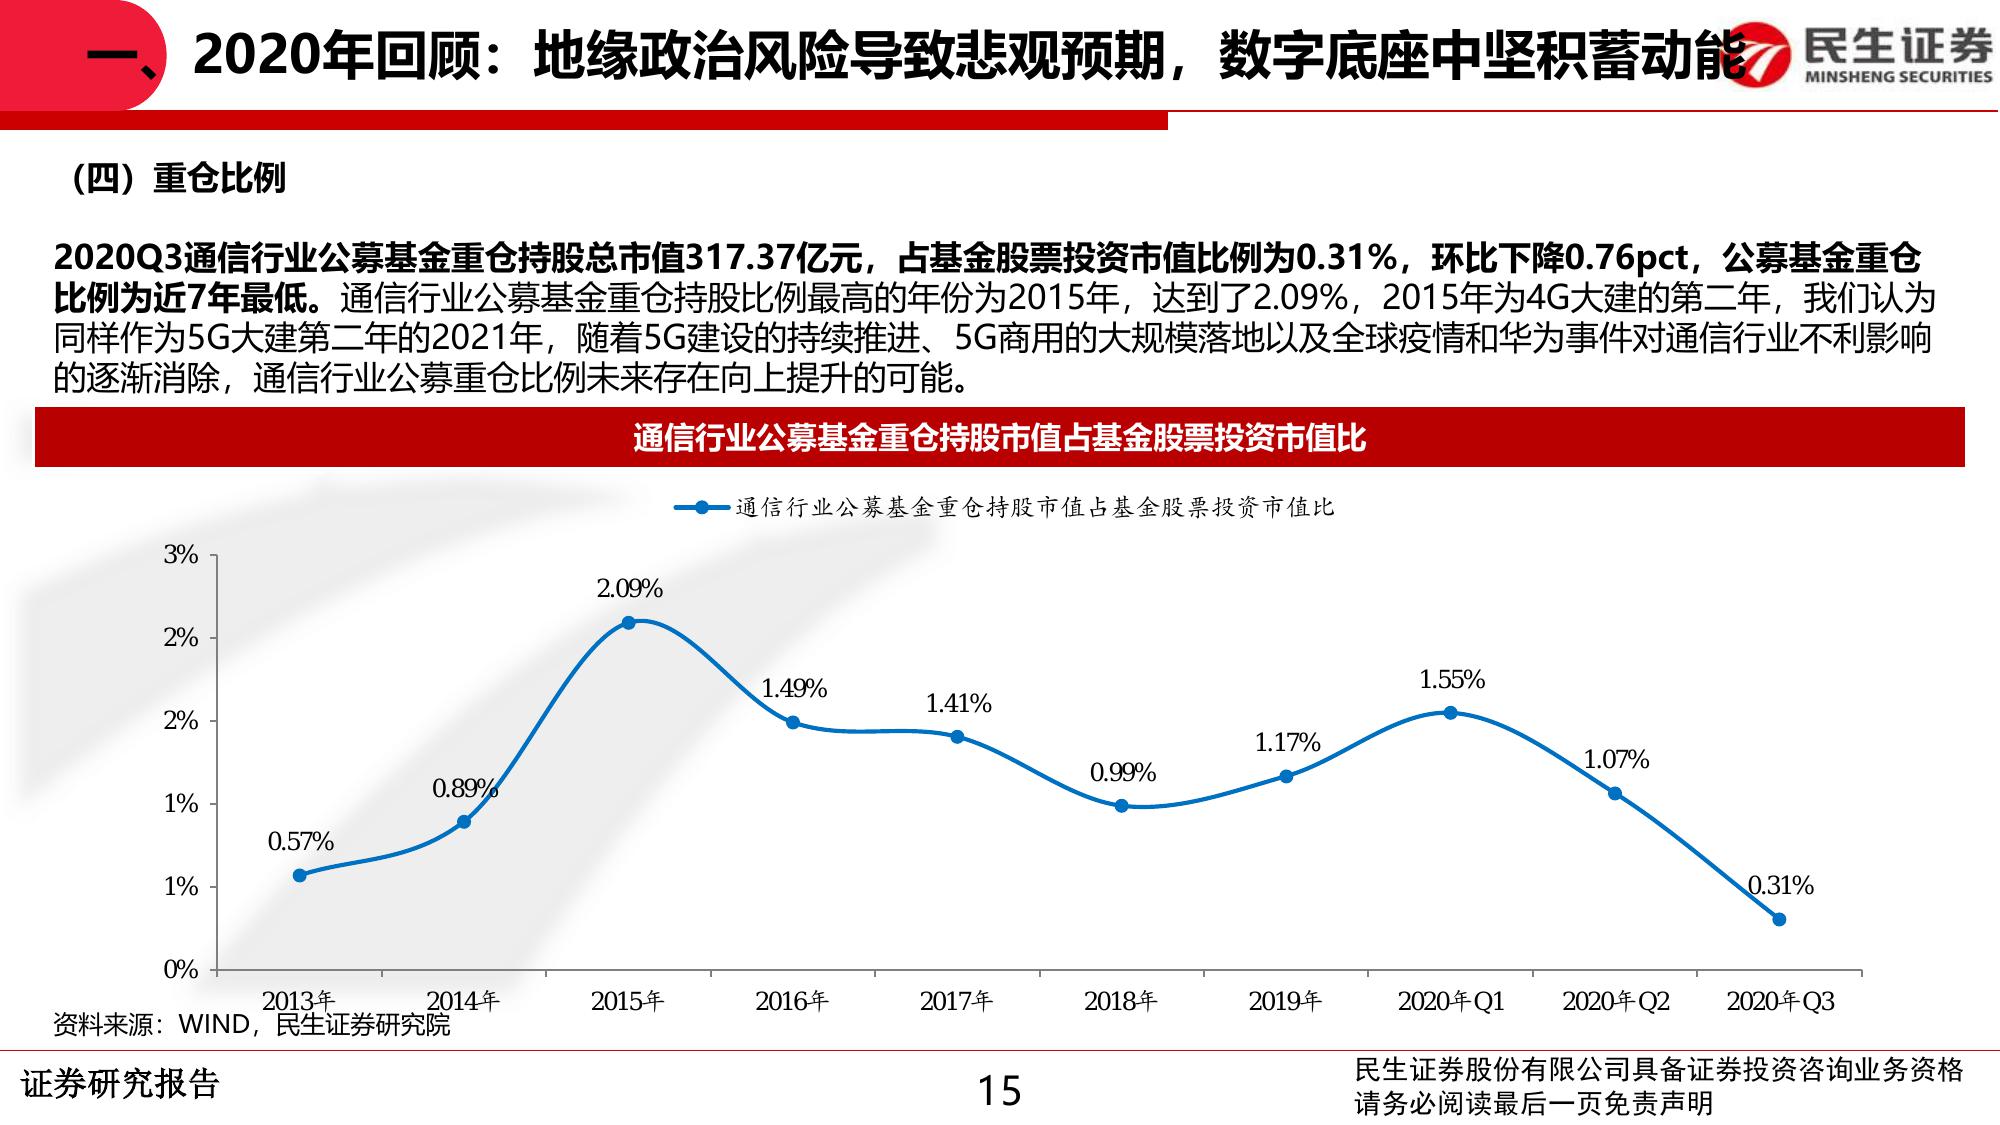 一、 2020年回顾：地缘政治风险导致悲观预期，数字底座中坚积蓄动能
民生证券
MINSHENG SECURITIES
（四）重仓比例
2020Q3通信行业公募基金重仓持股总市值317.37亿元，占基金股票投资市值比例为0.31%，环比下降0.76pct，公募基金重仓
比例为近7年最低。通信行业公募基金重仓持股比例最高的年份为2015年，达到了2.09%，2015年为4G大建的第二年，我们认为
同样作为5G大建第二年的2021年，随着5G建设的持续推进、5G商用的大规模落地以及全球疫情和华为事件对通信行业不利影响
的逐渐消除，通信行业公募重仓比例未来存在向上提升的可能。
通信行业公募基金重仓持股市值占基金股票投资市值比
通信行业公募基金重仓持股市值占基金股票投资市值比
3%
2%
2%
1%
1%
0%
0.57%
0.89%
2.09%
1.49%
1.41%
0.99%
1.17%
1.55%
1.07%
0.31%
2013年 2014年 2015年 2016年 2017年 2018年 2019年 2020年Q1 2020年Q2 2020年Q3
资料来源：WIND，民生证券研究院
证券研究报告
15
民生证券股份有限公司具备证券投资咨询业务资格
请务必阅读最后一页免责声明